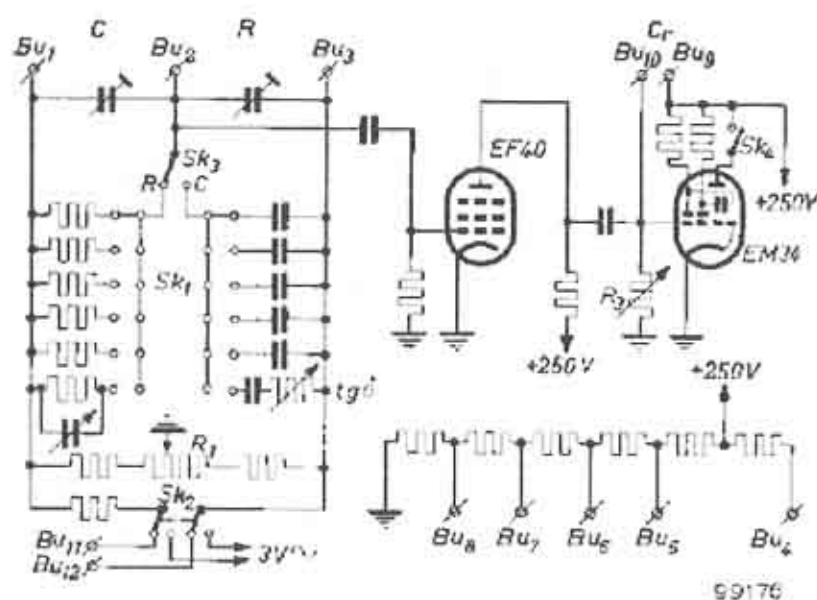 C R Cr
Bu1 Bu2 Bu3 Bu10 Bu9
EF40
Sk3 Sk4
R C
+250V
EM34
Sk1
R3
+250V
tgδ
+250V
R1
Sk2
Bu11
3V~
Bu12
Bu8 Bu7 Bu6 Bu5 Bu4
99176